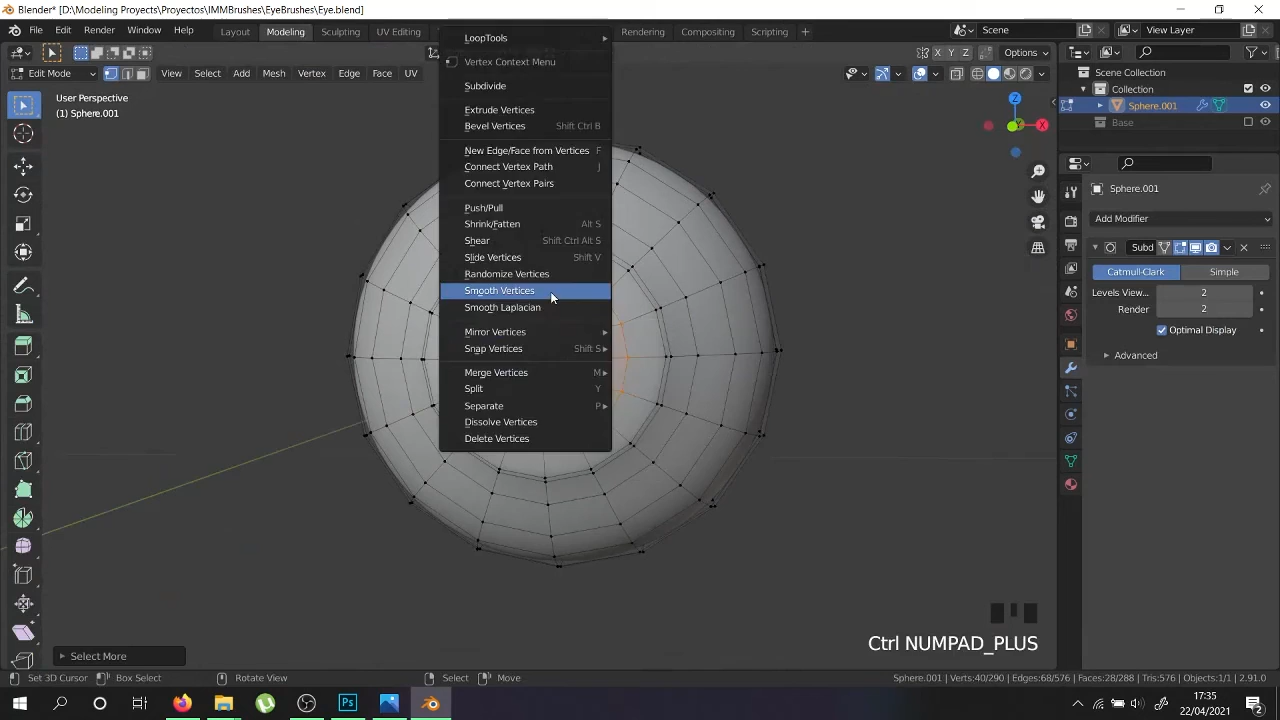 Blender* [D:\Modeling Proyects\Proyectos\IMMBrushes\EyeBrushes\Eye.blend]
File Edit Render Window Help Layout Modeling Sculpting UV Editing Rendering Compositing Scripting + Scene View Layer
X Y Z Options
Edit Mode View Select Add Mesh Vertex Edge Face UV
User Perspective
(1) Sphere.001
LoopTools
Vertex Context Menu
Subdivide
Extrude Vertices
Bevel Vertices Shift Ctrl B
New Edge/Face from Vertices F
Connect Vertex Path J
Connect Vertex Pairs
Push/Pull
Shrink/Fatten Alt S
Shear Shift Ctrl Alt S
Slide Vertices Shift V
Randomize Vertices
Smooth Vertices
Smooth Laplacian
Mirror Vertices
Snap Vertices Shift S
Merge Vertices M
Split Y
Separate P
Dissolve Vertices
Delete Vertices
Z
Y X
Scene Collection
Collection
Sphere.001
Base
Sphere.001
Add Modifier
Subd
Catmull-Clark Simple
Levels View... 2
Render 2
Optimal Display
Advanced
Ctrl NUMPAD_PLUS
Select More
Set 3D Cursor Box Select Rotate View Select Move Sphere.001 | Verts:40/290 | Edges:68/576 | Faces:28/288 | Tris:576 | Objects:1/1 | 2.91.0
Ps
17:35
22/04/2021
2